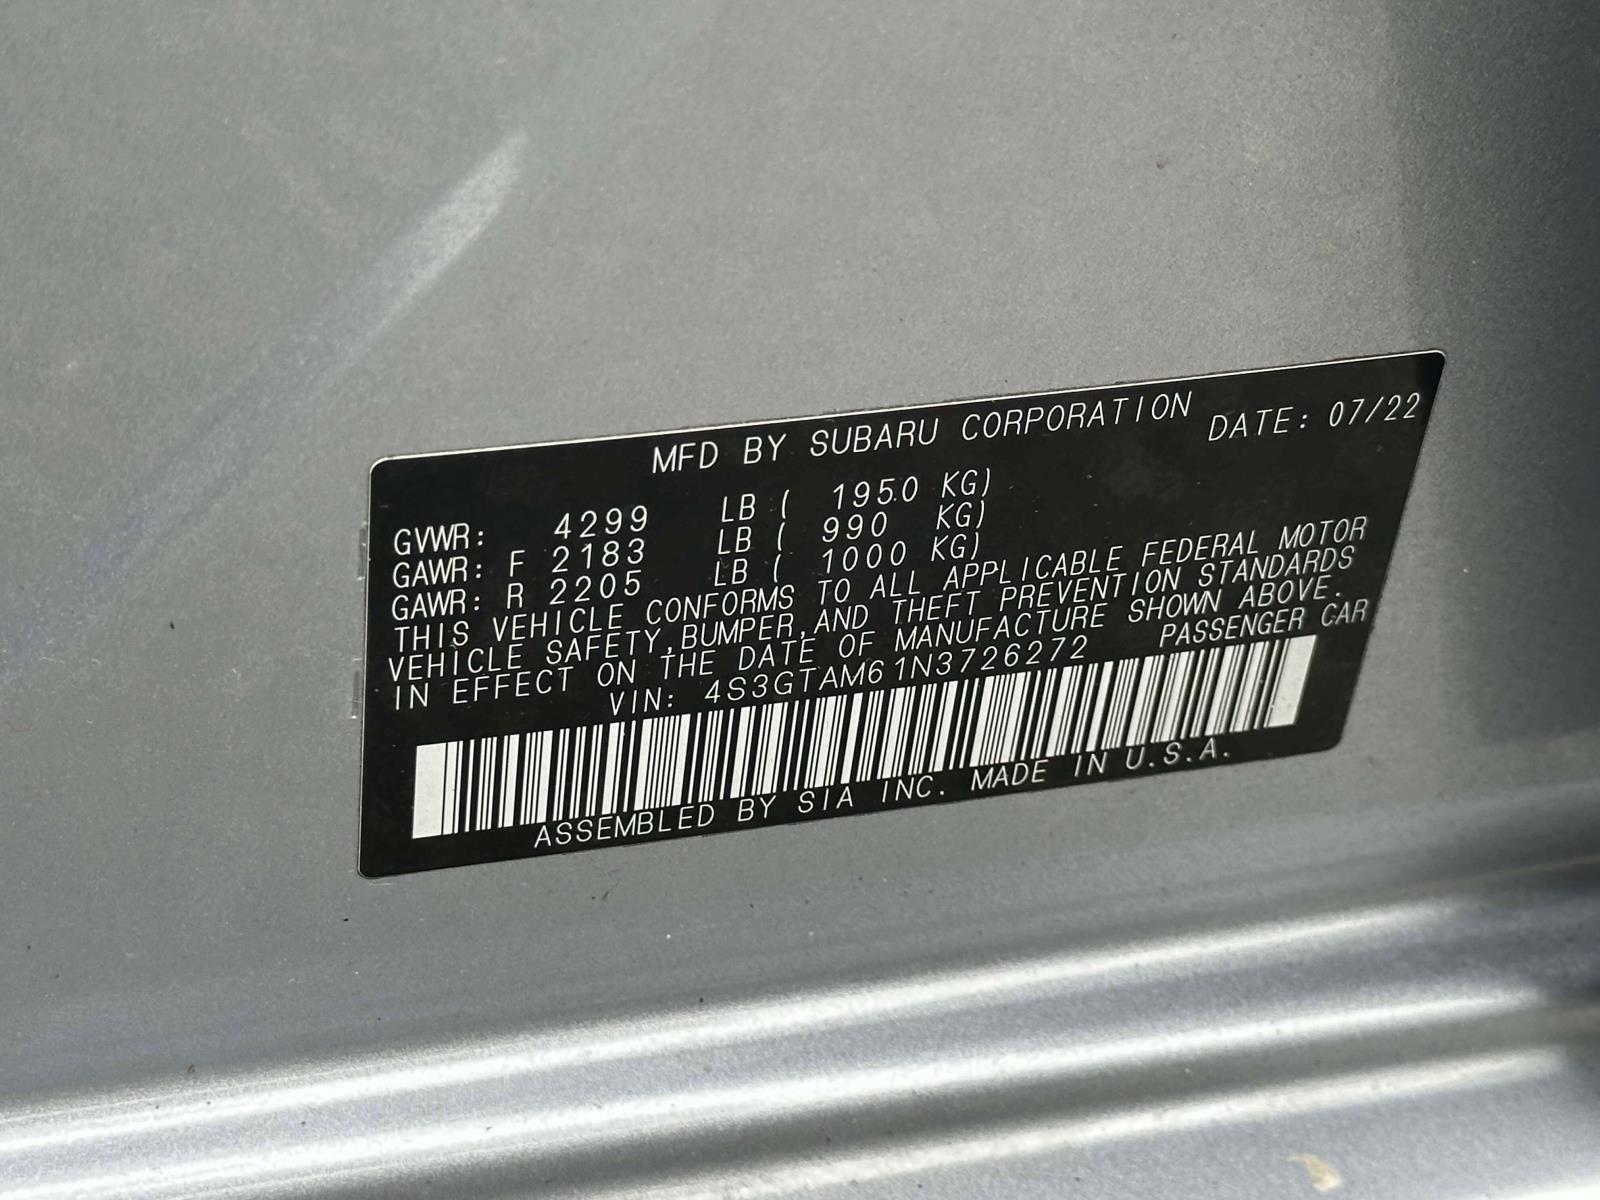 MFD BY SUBARU CORPORATION DATE: 07/22
GVWR: 4299 LB ( 1950 KG)
GAWR: F 2183 LB ( 990 KG)
GAWR: R 2205 LB ( 1000 KG)
THIS VEHICLE CONFORMS TO ALL APPLICABLE FEDERAL MOTOR
VEHICLE SAFETY,BUMPER,AND THEFT PREVENTION STANDARDS
IN EFFECT ON THE DATE OF MANUFACTURE SHOWN ABOVE.
VIN: 4S3GTAM61N3726272 PASSENGER CAR
ASSEMBLED BY SIA INC. MADE IN U.S.A.